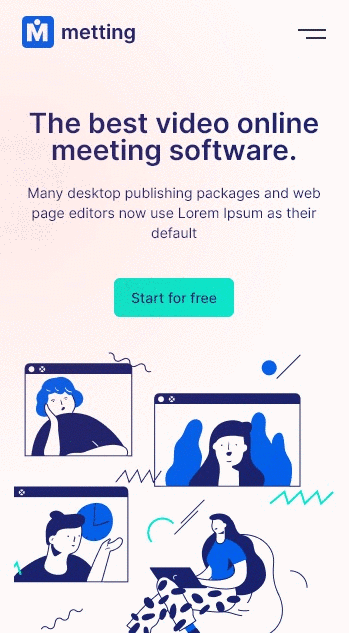 metting
The best video online
meeting software.
Many desktop publishing packages and web
page editors now use Lorem Ipsum as their
default
Start for free